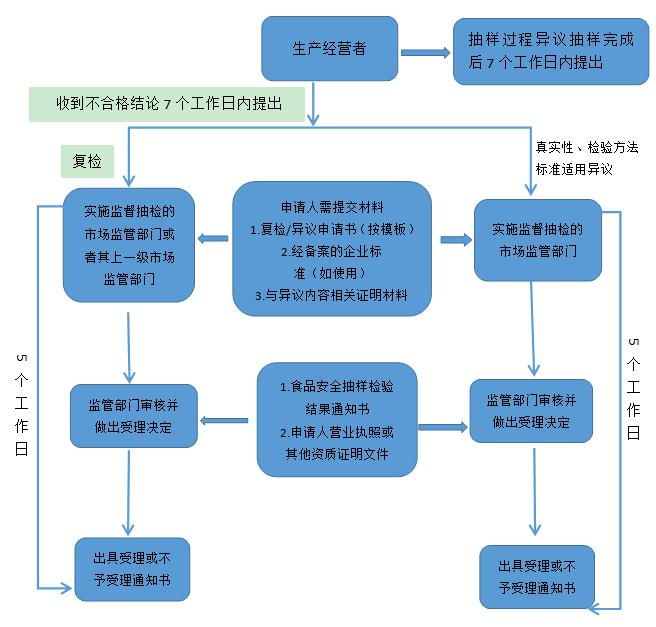 生产经营者
抽样过程异议抽样完成
后7个工作日内提出
收到不合格结论7个工作日内提出
复检
真实性、检验方法
标准适用异议
实施监督抽检的
市场监管部门或
者其上一级市场
监管部门
申请人需提交材料
1.复检/异议申请书（按模板）
2.经备案的企业标
准（如使用）
3.与异议内容相关证明材料
实施监督抽检的
市场监管部门
5个工作日
监管部门审核并
做出受理决定
1.食品安全抽样检验
结果通知书
2.申请人营业执照或
其他资质证明文件
监管部门审核并
做出受理决定
5个工作日
出具受理或不
予受理通知书
出具受理或不
予受理通知书